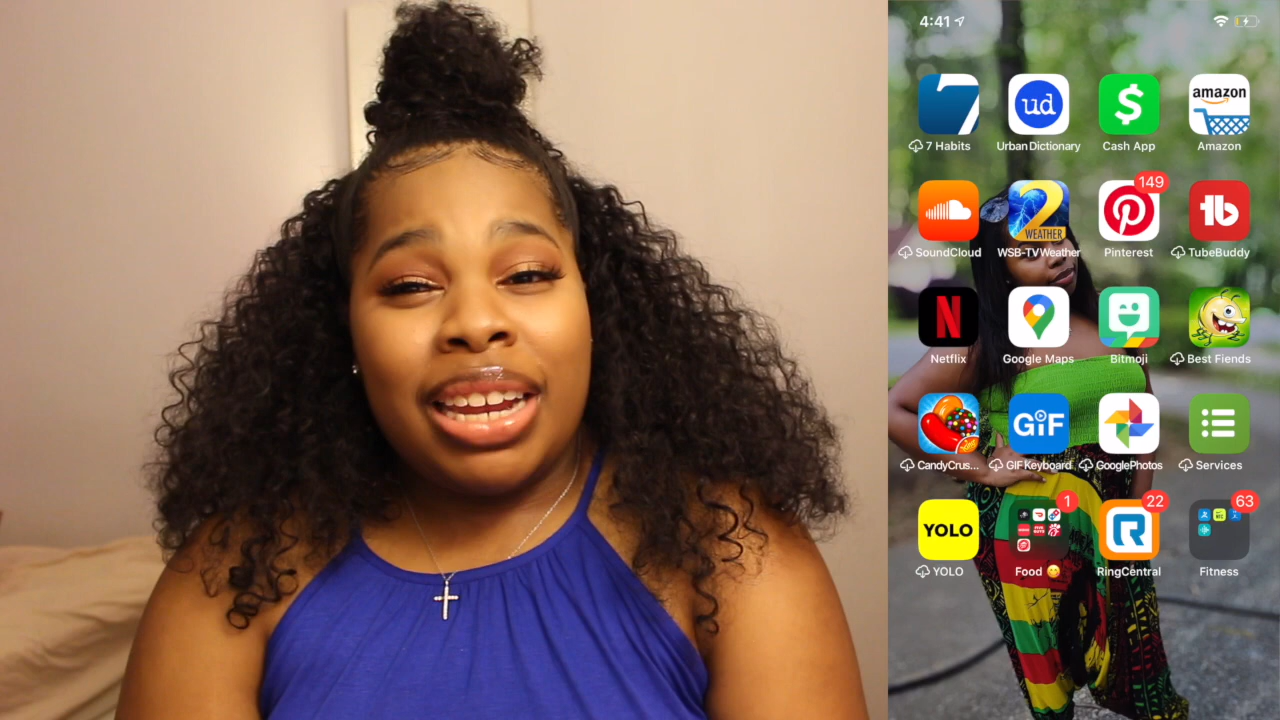 4:41
7
ud
$
amazon
7 Habits
Urban Dictionary
Cash App
Amazon
149
2
WEATHER
tb
SoundCloud
WSB-TV Weather
Pinterest
TubeBuddy
N
Netflix
Google Maps
Bitmoji
Best Fiends
GIF
CandyCrus...
GIF Keyboard
GooglePhotos
Services
YOLO
1
22
R
63
YOLO
Food
RingCentral
Fitness